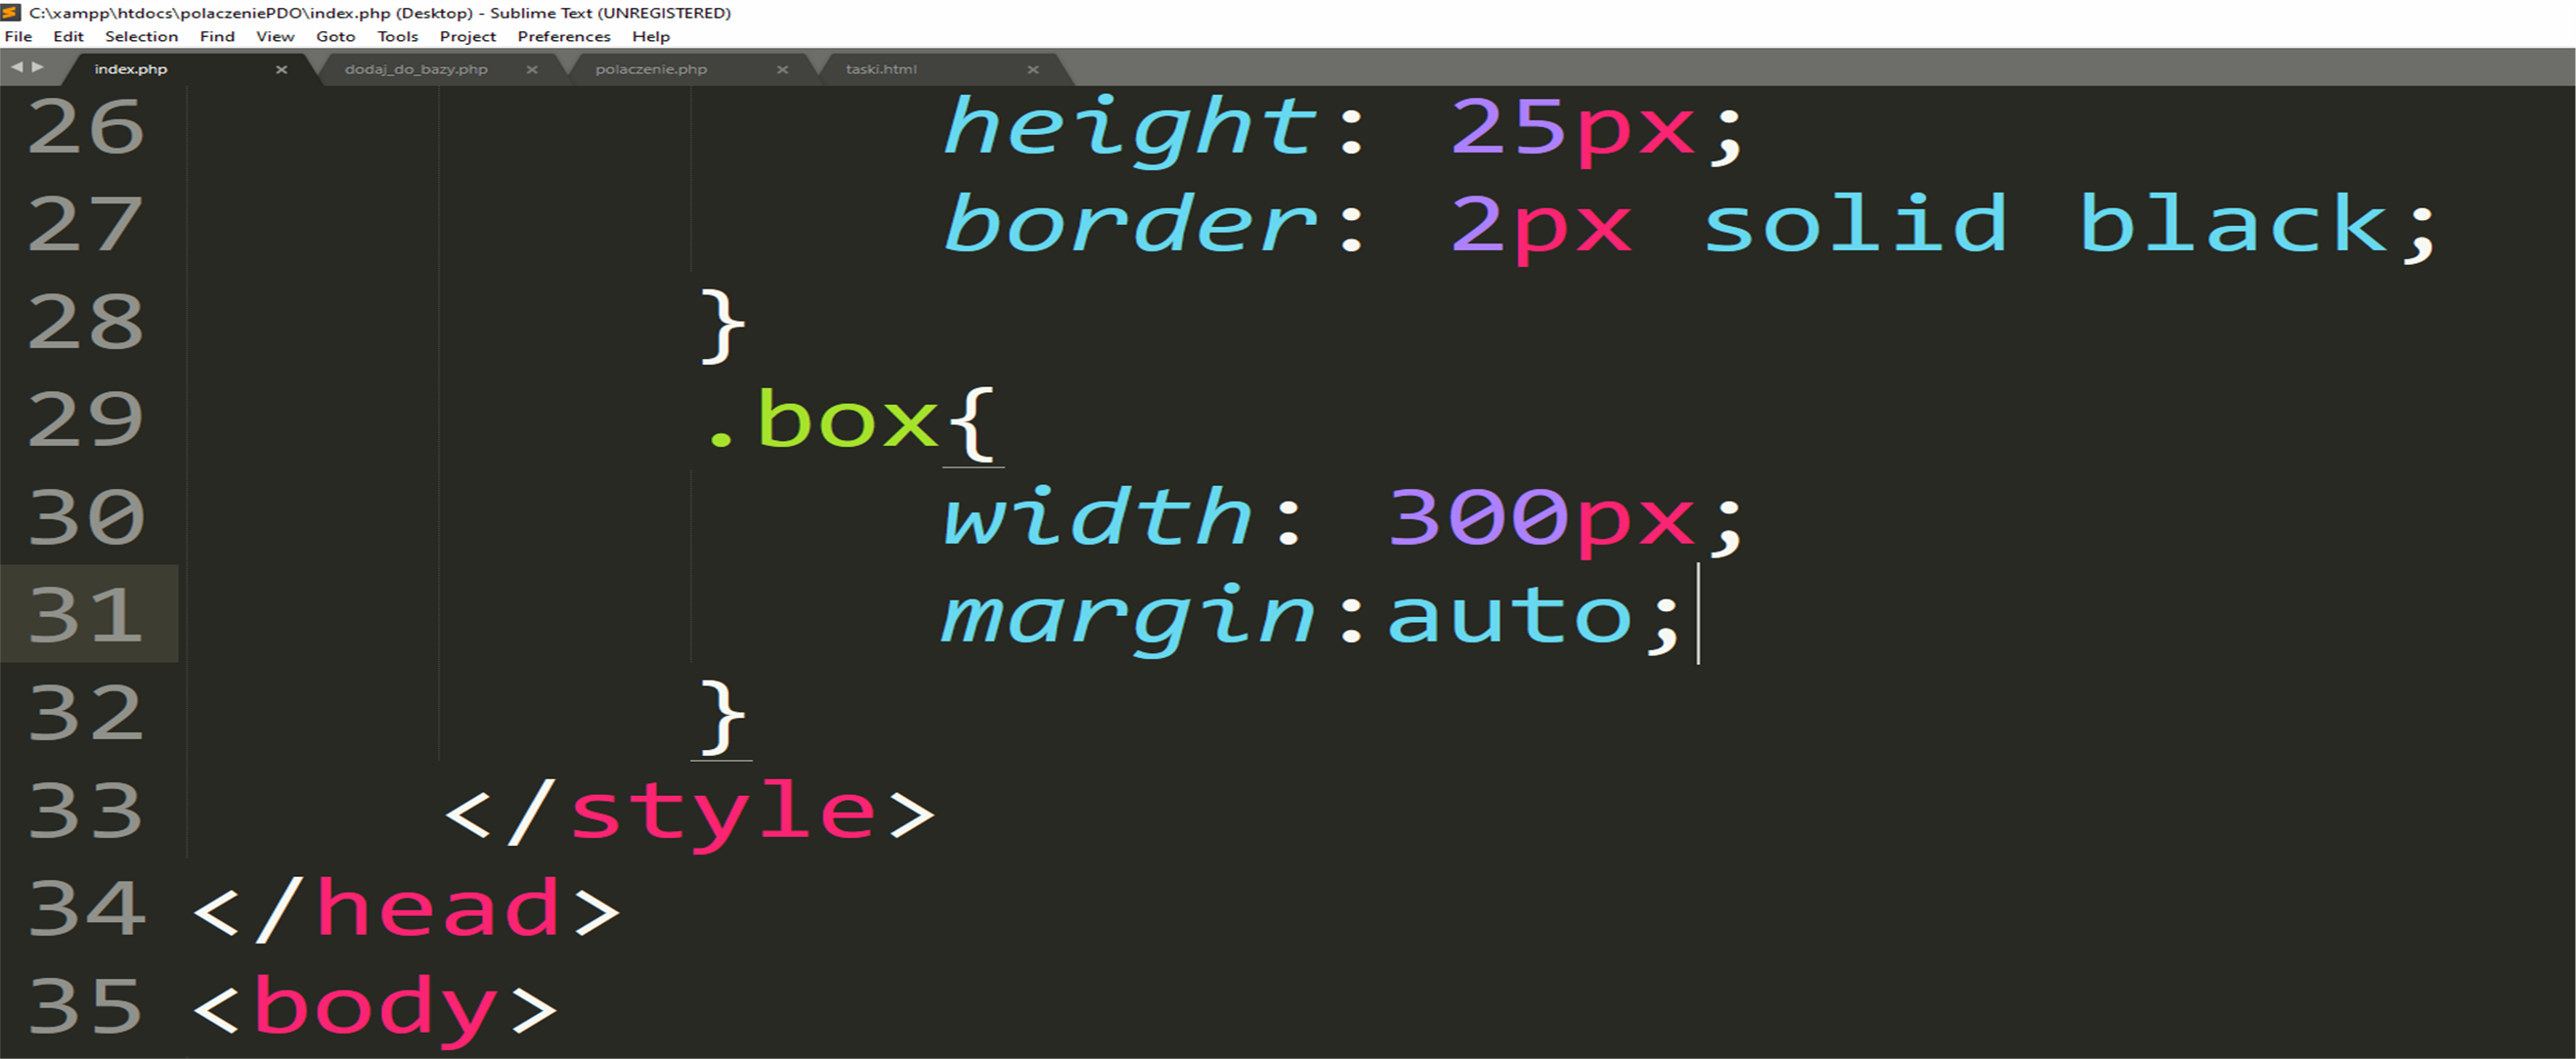 C:\xampp\htdocs\polaczeniePDO\index.php (Desktop) - Sublime Text (UNREGISTERED)
File Edit Selection Find View Goto Tools Project Preferences Help
index.php dodaj_do_bazy.php polaczenie.php taski.html
26 height: 25px;
27 border: 2px solid black;
28 }
29 .box{
30 width: 300px;
31 margin:auto;
32 }
33 </style>
34 </head>
35 <body>